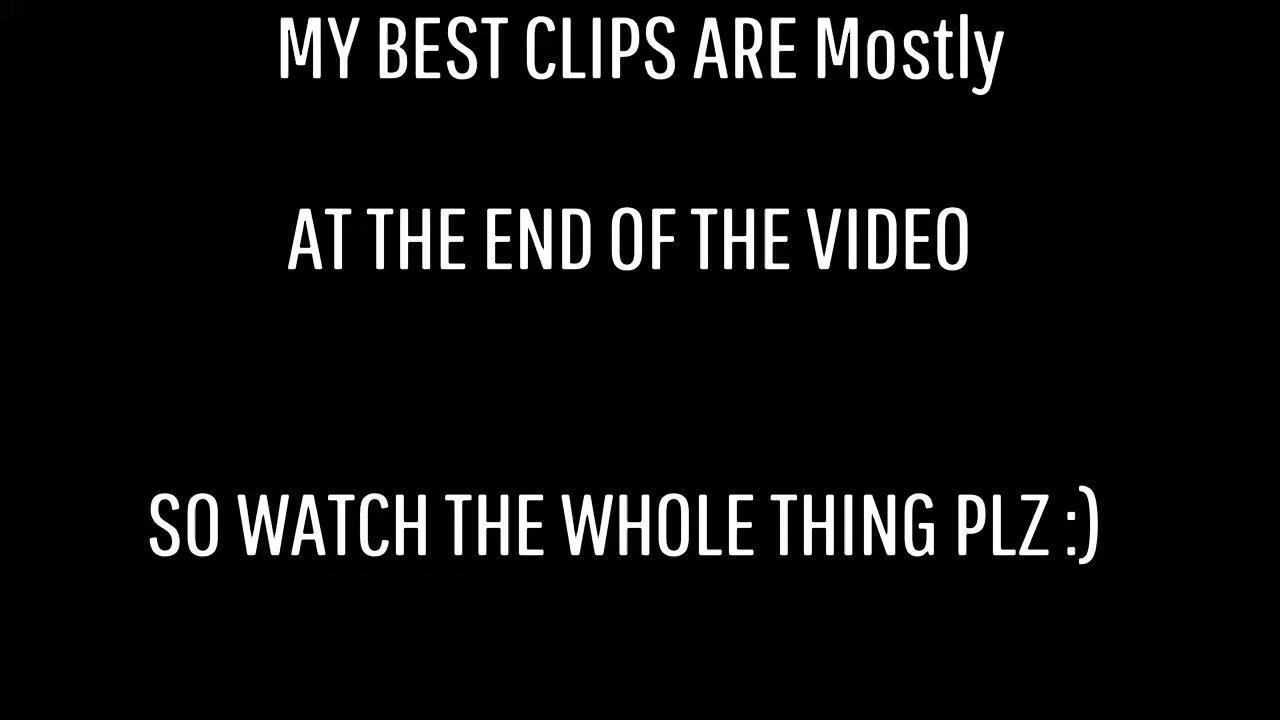 MY BEST CLIPS ARE Mostly
AT THE END OF THE VIDEO
SO WATCH THE WHOLE THING PLZ :)